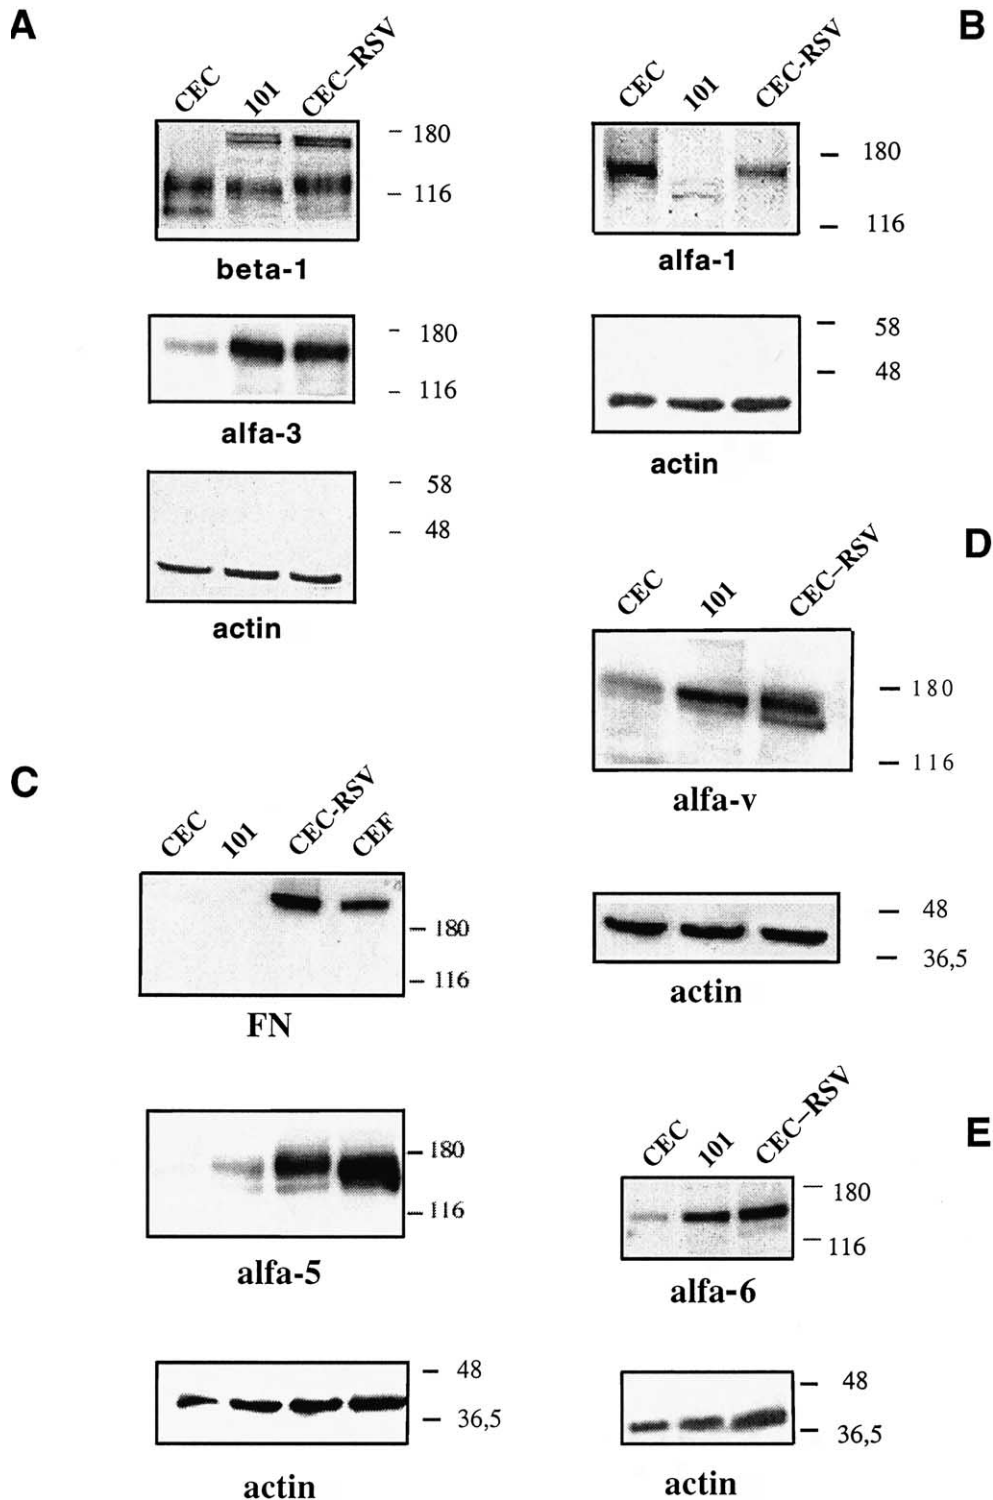 A
CEC 101 CEC–RSV
180
116
beta-1
180
116
alfa-3
58
48
actin
B
CEC 101 CEC-RSV
180
116
alfa-1
58
48
actin
C
CEC 101 CEC-RSV CEF
180
116
FN
180
116
alfa-5
48
36,5
actin
D
CEC 101 CEC–RSV
180
116
alfa-v
48
36,5
actin
E
CEC 101 CEC–RSV
180
116
alfa-6
48
36,5
actin